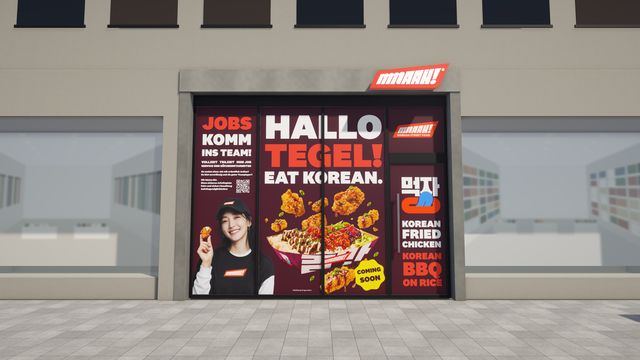 MMAAH!
JOBS
KOMM
INS TEAM!
HALLO
TEGEL!
EAT KOREAN.
COMING
SOON
MMAAH!
먹자
KOREAN
FRIED
CHICKEN
KOREAN
BBQ
ON RICE